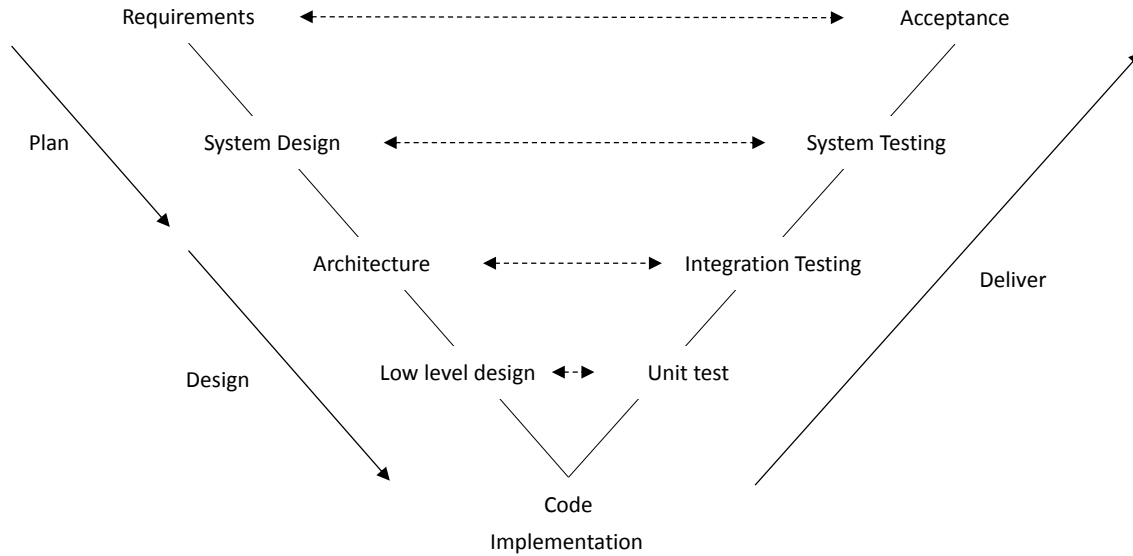 Requirements
Acceptance
Plan
System Design
System Testing
Architecture
Integration Testing
Deliver
Design
Low level design
Unit test
Code
Implementation